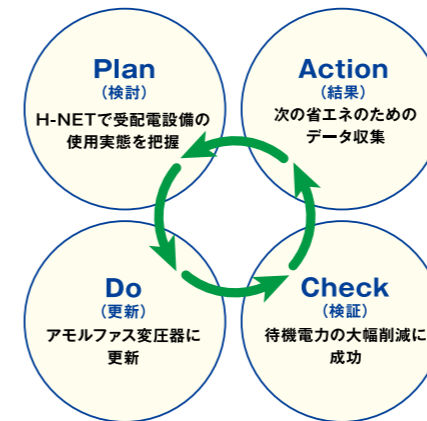 Plan
（検討）
H-NETで受配電設備の
使用実態を把握
Action
（結果）
次の省エネのための
データ収集
Do
（更新）
アモルファス変圧器に
更新
Check
（検証）
待機電力の大幅削減に
成功